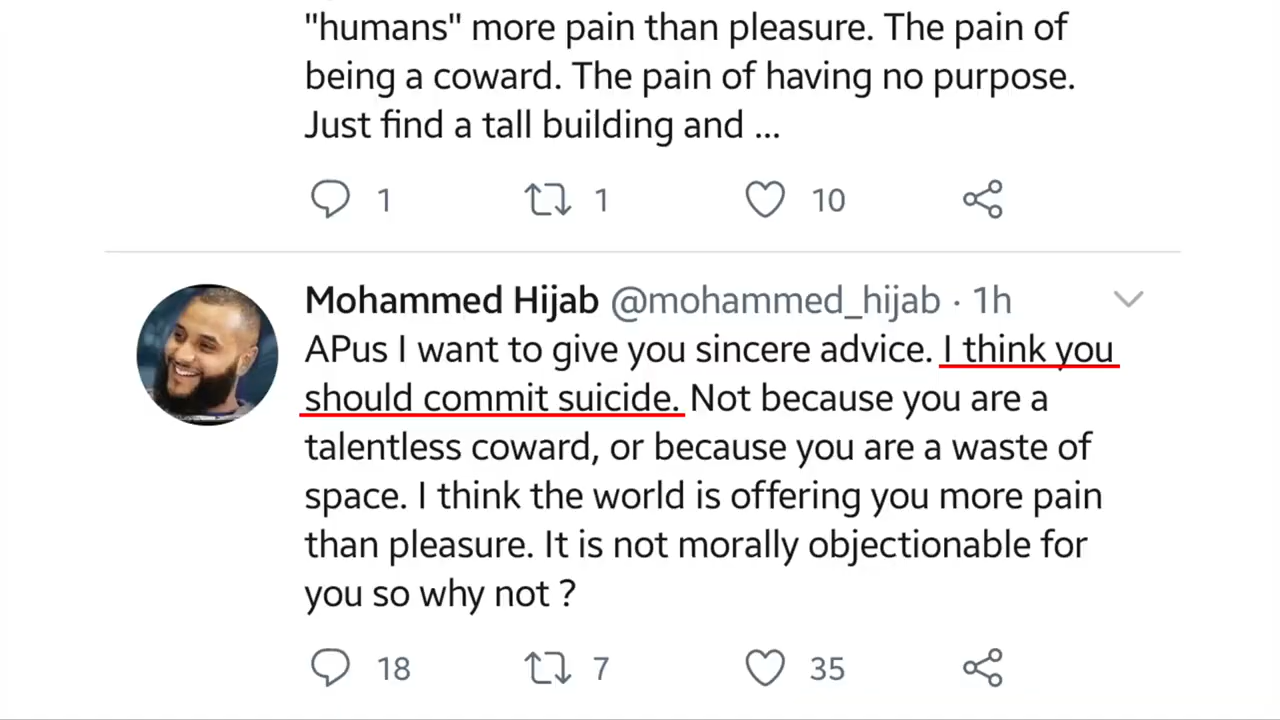 "humans" more pain than pleasure. The pain of
being a coward. The pain of having no purpose.
Just find a tall building and ...
1 1 10
Mohammed Hijab @mohammed_hijab · 1h
APus I want to give you sincere advice. I think you
should commit suicide. Not because you are a
talentless coward, or because you are a waste of
space. I think the world is offering you more pain
than pleasure. It is not morally objectionable for
you so why not ?
18 7 35